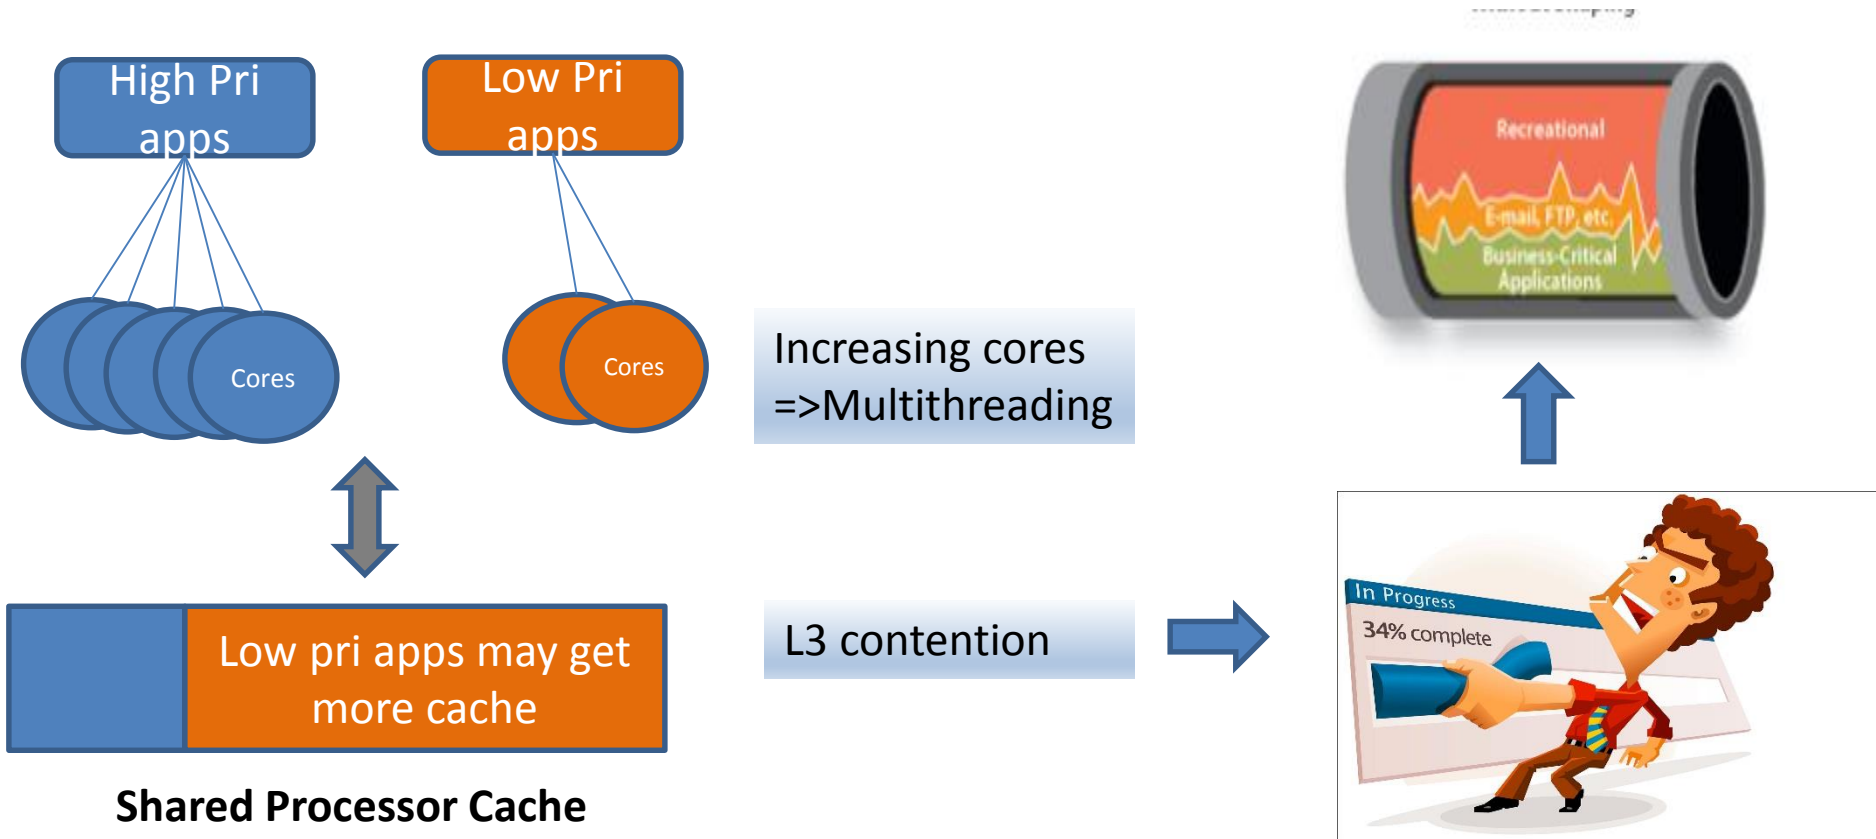 High Pri
apps
Low Pri
apps
Cores
Cores
Increasing cores
=>Multithreading
Low pri apps may get
more cache
Shared Processor Cache
L3 contention
Recreational
E-mail, FTP, etc.
Business-Critical
Applications
In Progress
34% complete